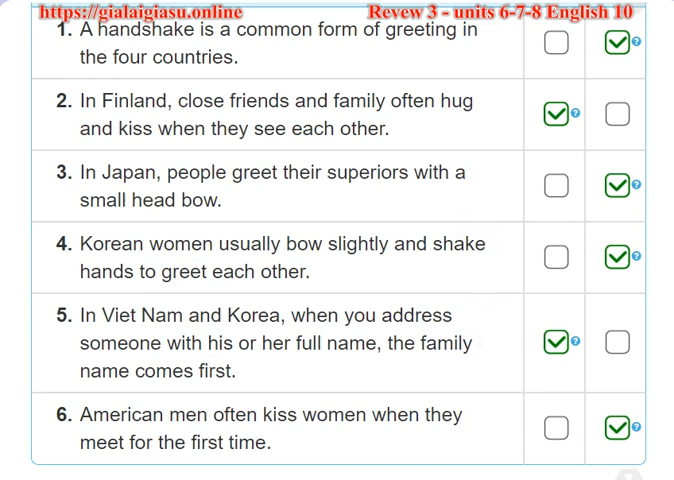 https://gialaigiasu.online Revew 3 - units 6-7-8 English 10
1. A handshake is a common form of greeting in
the four countries.
2. In Finland, close friends and family often hug
and kiss when they see each other.
3. In Japan, people greet their superiors with a
small head bow.
4. Korean women usually bow slightly and shake
hands to greet each other.
5. In Viet Nam and Korea, when you address
someone with his or her full name, the family
name comes first.
6. American men often kiss women when they
meet for the first time.